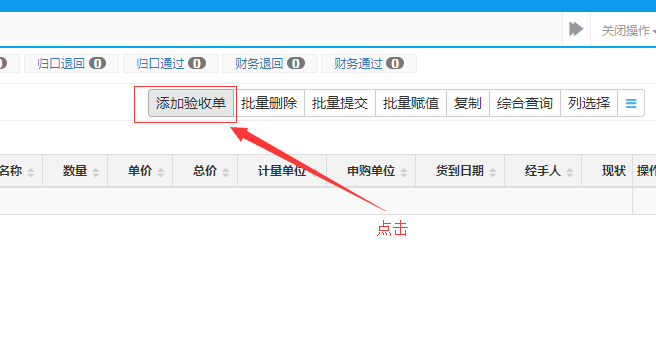 关闭操作
0 归口退回 0 归口通过 0 财务退回 0 财务通过 0
添加验收单 批量删除 批量提交 批量赋值 复制 综合查询 列选择
名称 数量 单价 总价 计量单位 申购单位 货到日期 经手人 现状 操作
点击